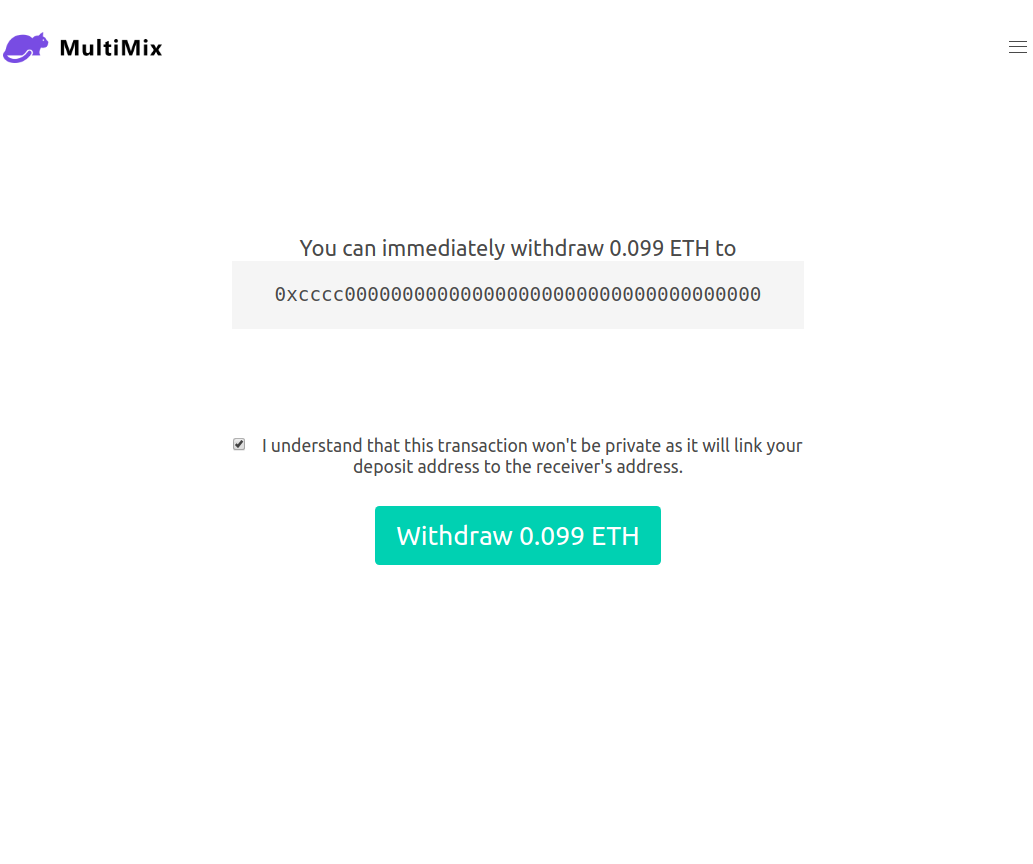 MultiMix
You can immediately withdraw 0.099 ETH to
0xcccc000000000000000000000000000000000000
I understand that this transaction won't be private as it will link your
deposit address to the receiver's address.
Withdraw 0.099 ETH